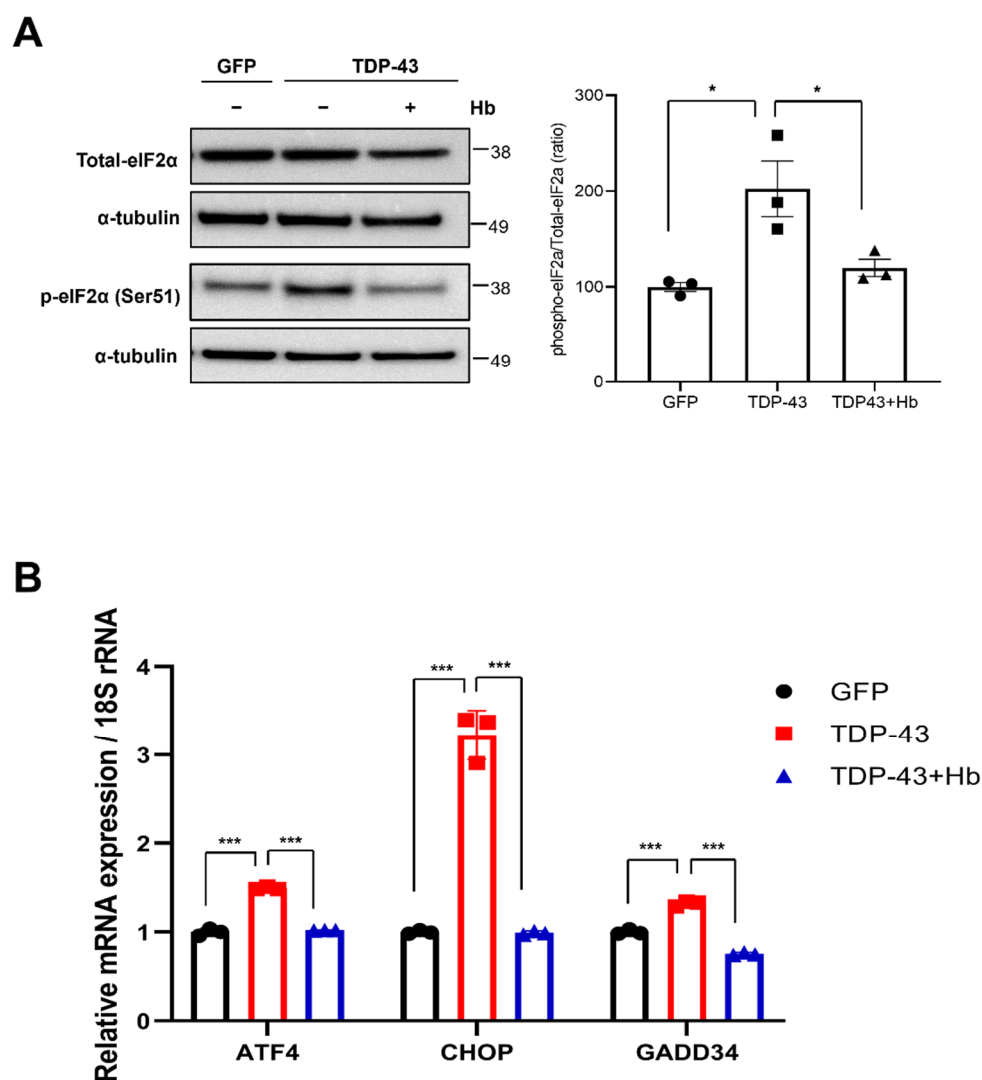 A
GFP TDP-43
− − + Hb
Total-eIF2α 38
α-tubulin 49
p-eIF2α (Ser51) 38
α-tubulin 49
phospho-eIF2a/Total-eIF2a (ratio)
300
200
100
0
* *
GFP TDP-43 TDP43+Hb
B
Relative mRNA expression / 18S rRNA
4
3
2
1
0
*** ***
*** ***
*** ***
ATF4 CHOP GADD34
GFP
TDP-43
TDP-43+Hb